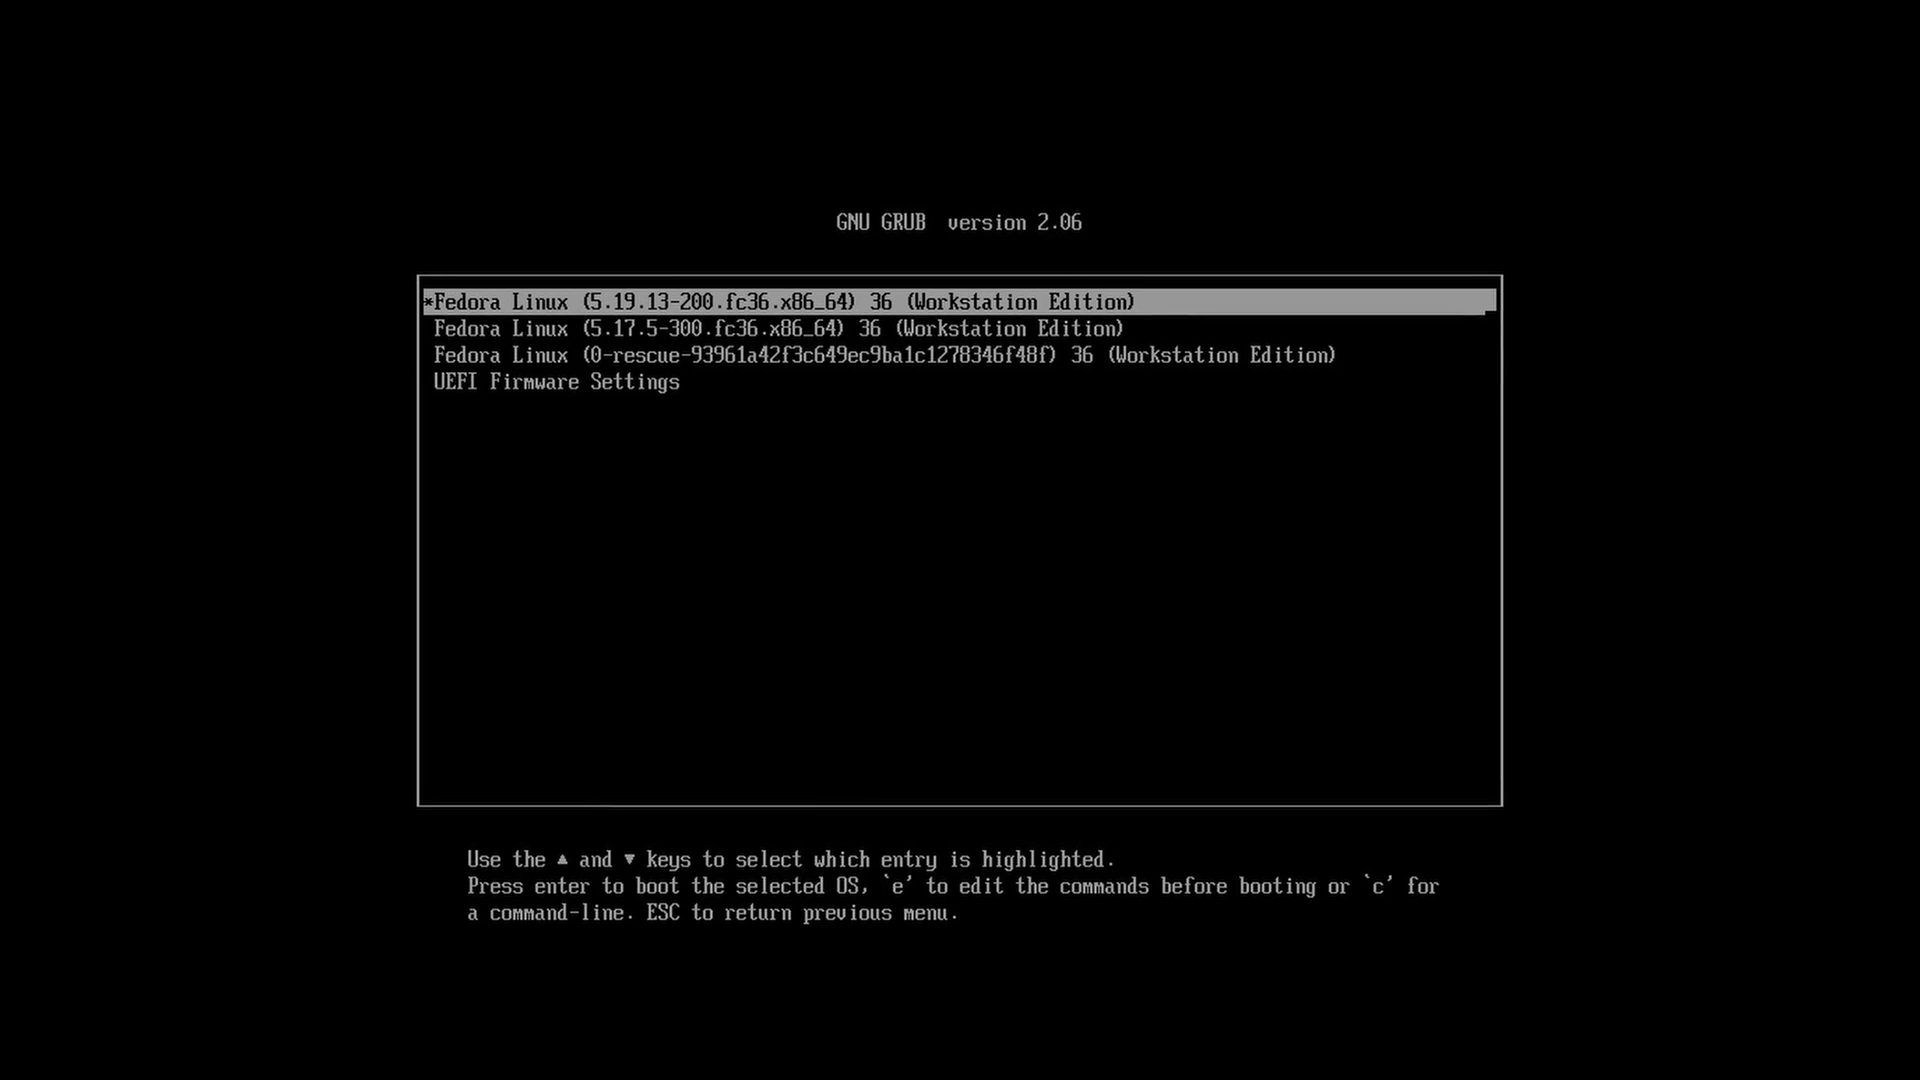 GNU GRUB  version 2.06
*Fedora Linux (5.19.13-200.fc36.x86_64) 36 (Workstation Edition)
Fedora Linux (5.17.5-300.fc36.x86_64) 36 (Workstation Edition)
Fedora Linux (0-rescue-93961a42f3c649ec9ba1c1278346f48f) 36 (Workstation Edition)
UEFI Firmware Settings
Use the ▲ and ▼ keys to select which entry is highlighted.
Press enter to boot the selected OS, `e' to edit the commands before booting or `c' for
a command-line. ESC to return previous menu.